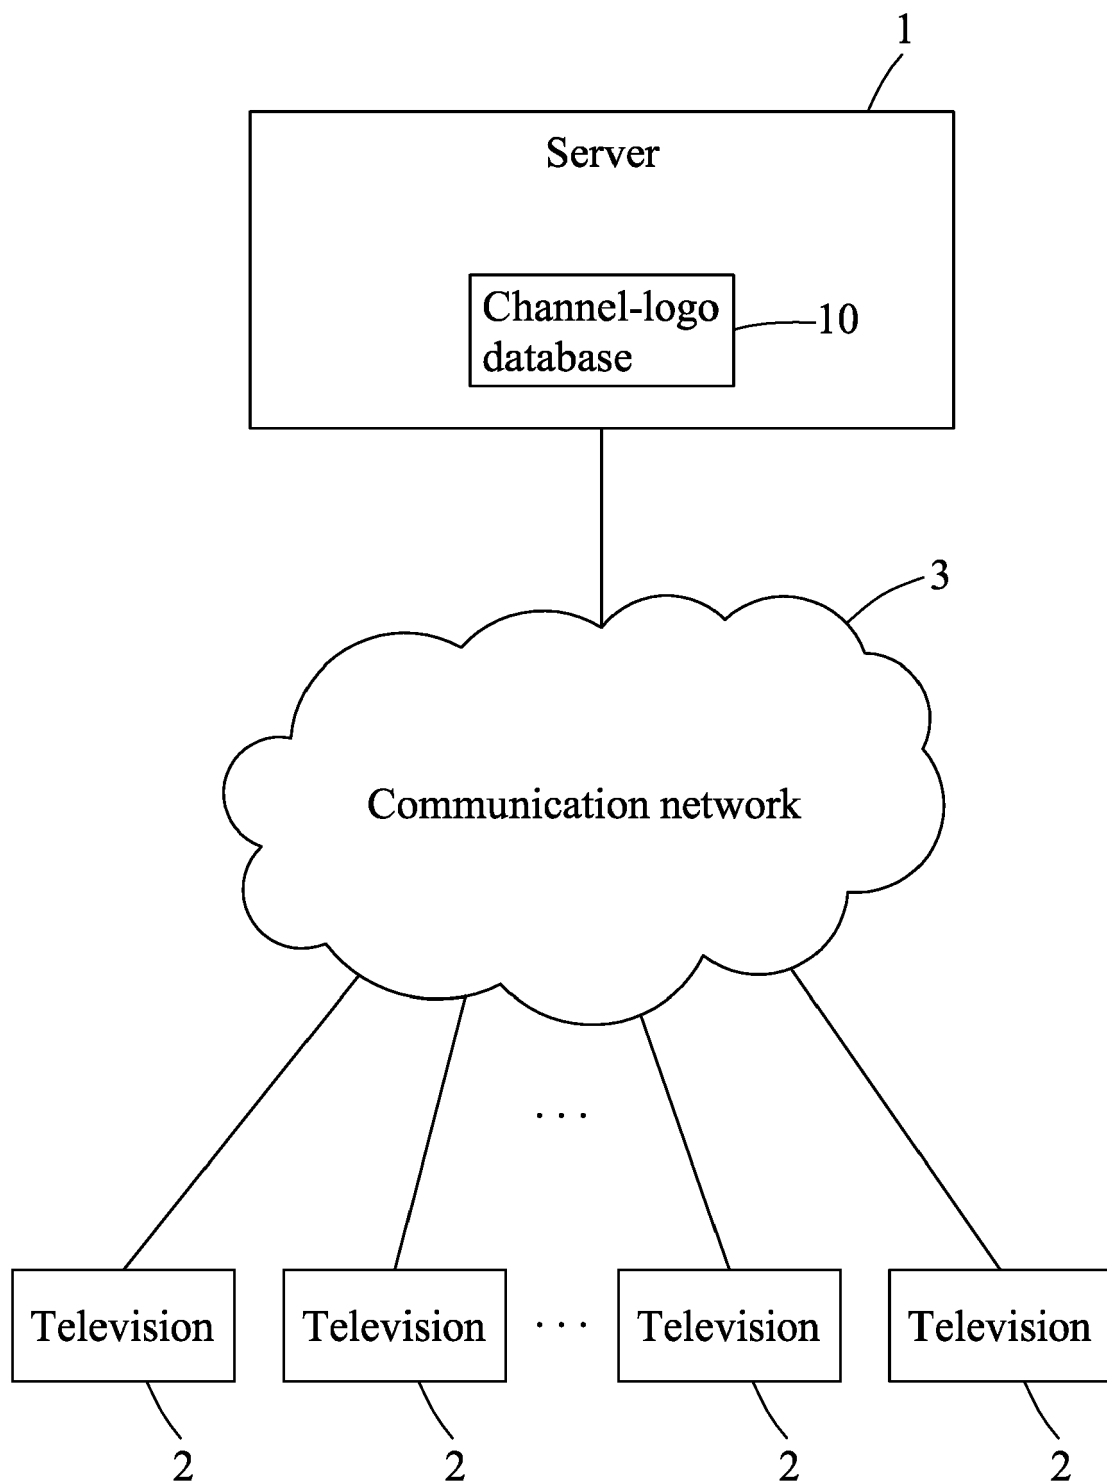 1
Server
Channel-logo
database
10
3
Communication network
. . .
Television
Television
. . .
Television
Television
2
2
2
2